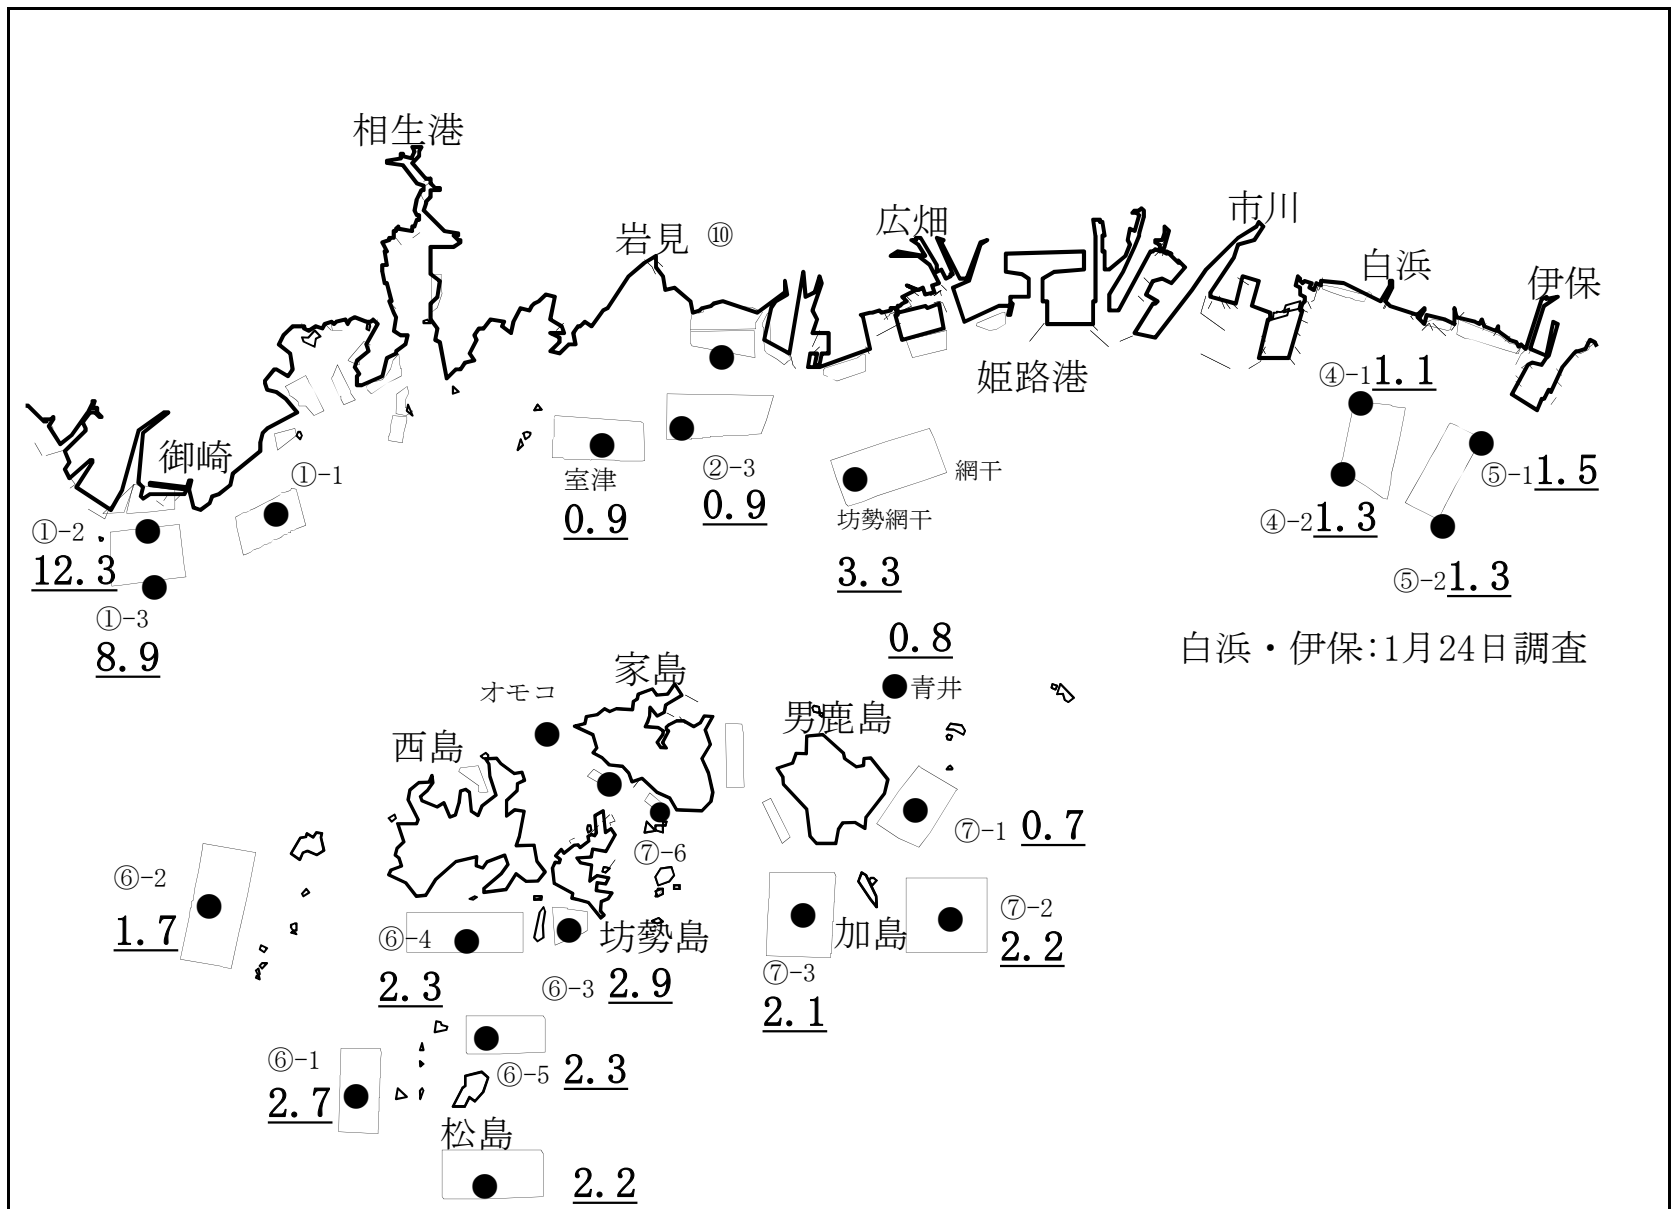 相生港
岩見 ⑩
広畑
市川
白浜
伊保
姫路港
御崎
①-1
①-2
12.3
①-3
8.9
室津
0.9
②-3
0.9
網干
坊勢網干
3.3
④-1 1.1
④-2 1.3
⑤-1 1.5
⑤-2 1.3
白浜・伊保:1月24日調査
0.8
青井
家島
オモコ
西島
男鹿島
⑦-1 0.7
⑦-6
⑥-2
1.7
⑥-4
2.3
坊勢島
⑥-3 2.9
加島
⑦-2
2.2
⑦-3
2.1
⑥-1
2.7
⑥-5 2.3
松島
2.2